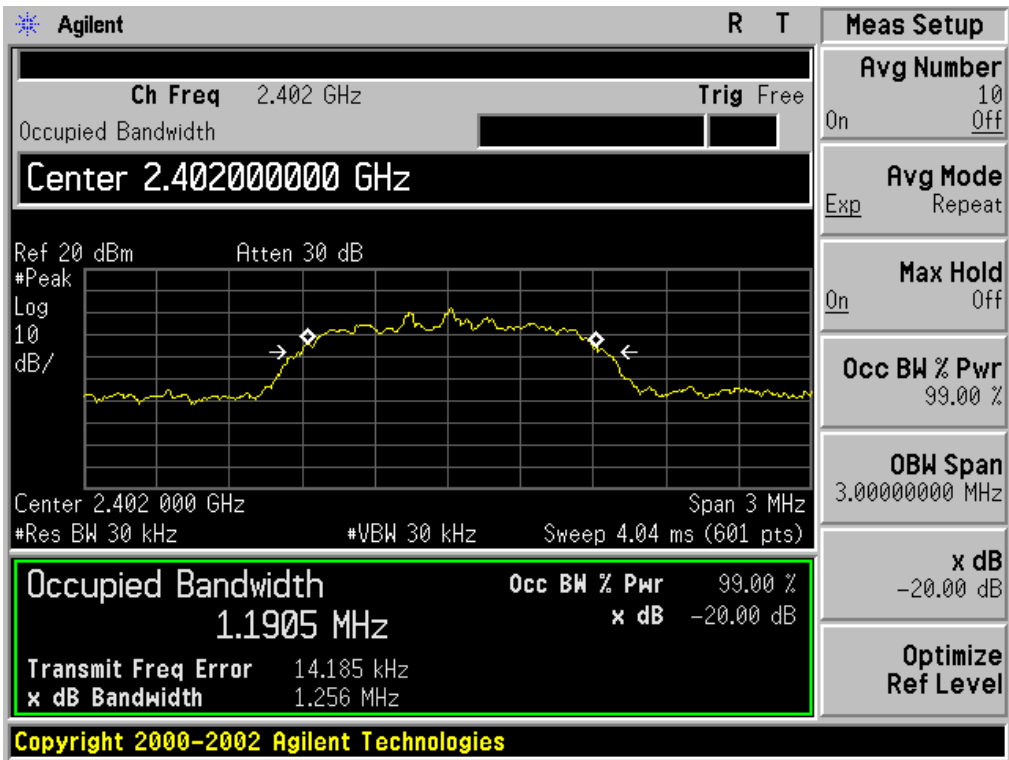 Agilent R T
Ch Freq 2.402 GHz Trig Free
Occupied Bandwidth
Center 2.402000000 GHz
Ref 20 dBm Atten 30 dB
#Peak
Log
10
dB/
Center 2.402 000 GHz Span 3 MHz
#Res BW 30 kHz #VBW 30 kHz Sweep 4.04 ms (601 pts)
Occupied Bandwidth Occ BW % Pwr 99.00 %
1.1905 MHz x dB -20.00 dB
Transmit Freq Error 14.185 kHz
x dB Bandwidth 1.256 MHz
Copyright 2000-2002 Agilent Technologies
Meas Setup
Avg Number
10
On Off
Avg Mode
Exp Repeat
Max Hold
On Off
Occ BW % Pwr
99.00 %
OBW Span
3.00000000 MHz
x dB
-20.00 dB
Optimize
Ref Level